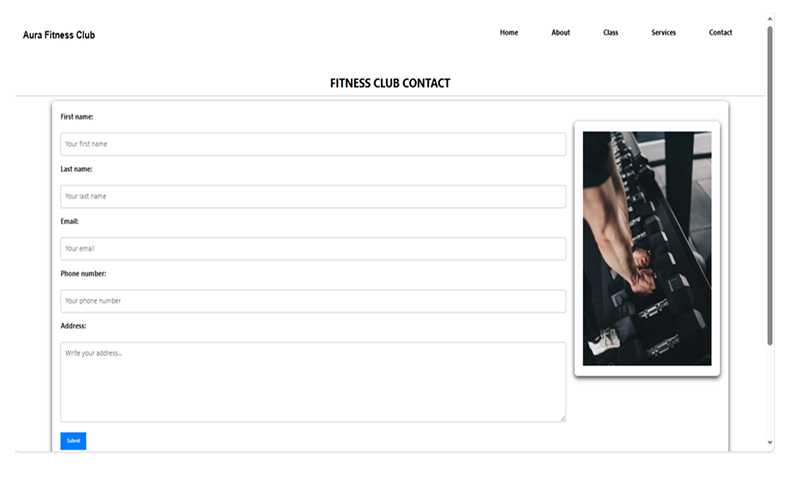 Aura Fitness Club
Home About Class Services Contact
FITNESS CLUB CONTACT
First name:
Your first name
Last name:
Your last name
Email:
Your email
Phone number:
Your phone number
Address:
Write your address...
Submit